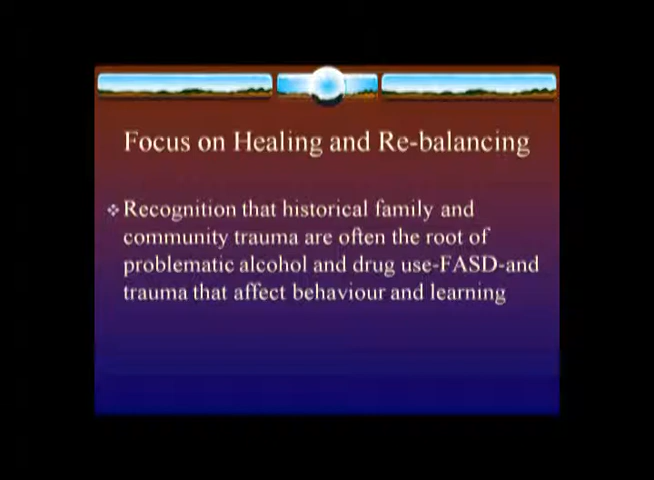 Focus on Healing and Re-balancing
Recognition that historical family and
community trauma are often the root of
problematic alcohol and drug use-FASD-and
trauma that affect behaviour and learning